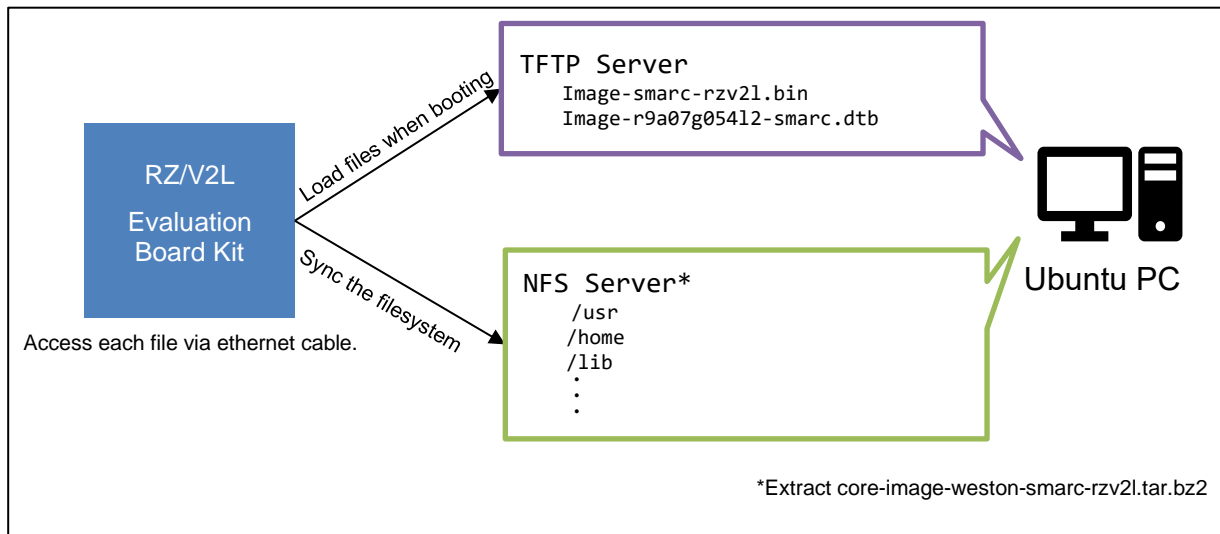 RZ/V2L
Evaluation
Board Kit
Access each file via ethernet cable.
Load files when booting
Sync the filesystem
TFTP Server
Image-smarc-rzv2l.bin
Image-r9a07g054l2-smarc.dtb
NFS Server*
/usr
/home
/lib
.
.
.
Ubuntu PC
*Extract core-image-weston-smarc-rzv2l.tar.bz2